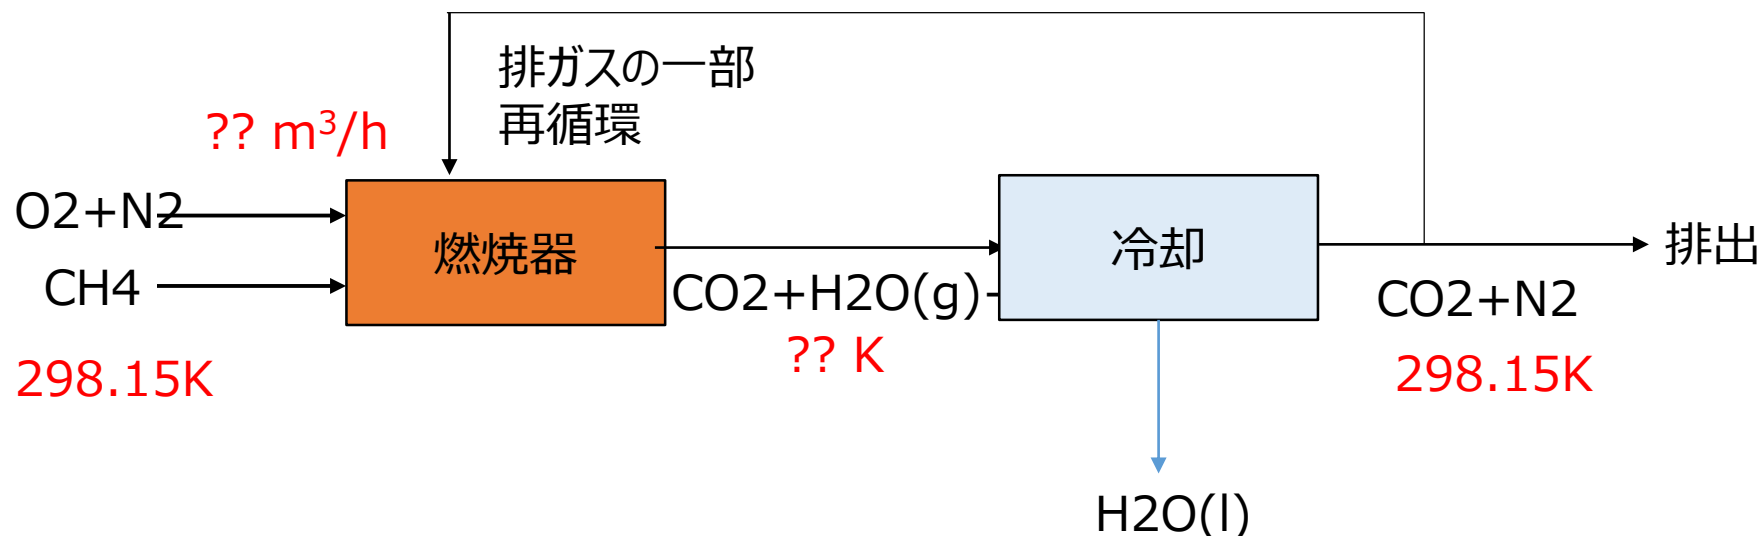 排ガスの一部
再循環
?? m³/h
O2+N2
燃焼器
冷却
排出
CH4
CO2+H2O(g)
CO2+N2
?? K
298.15K
298.15K
H2O(l)